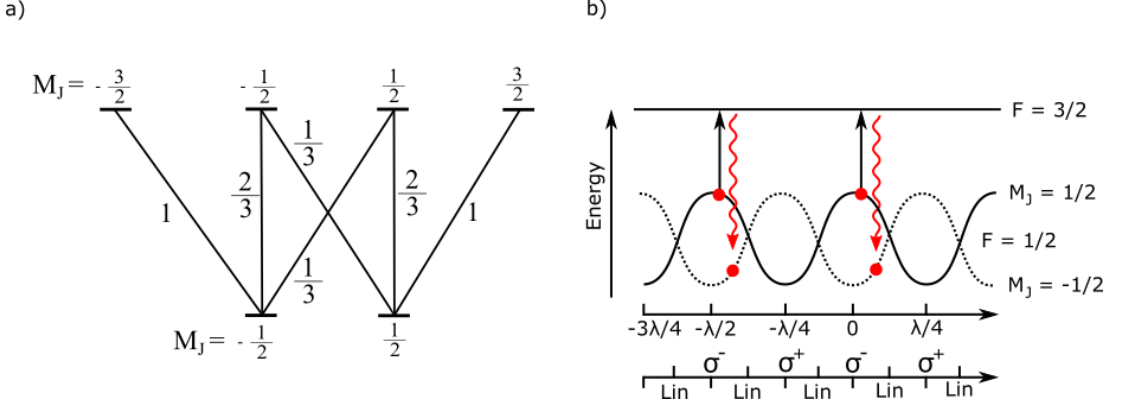 a)
M_J = - 3/2 - 1/2 1/2 3/2
1/3
1 2/3 2/3 1
1/3
M_J = - 1/2 1/2
b)
Energy
F = 3/2
M_J = 1/2
F = 1/2
M_J = -1/2
-3λ/4 -λ/2 -λ/4 0 λ/4
σ- σ+ σ- σ+
Lin Lin Lin Lin Lin